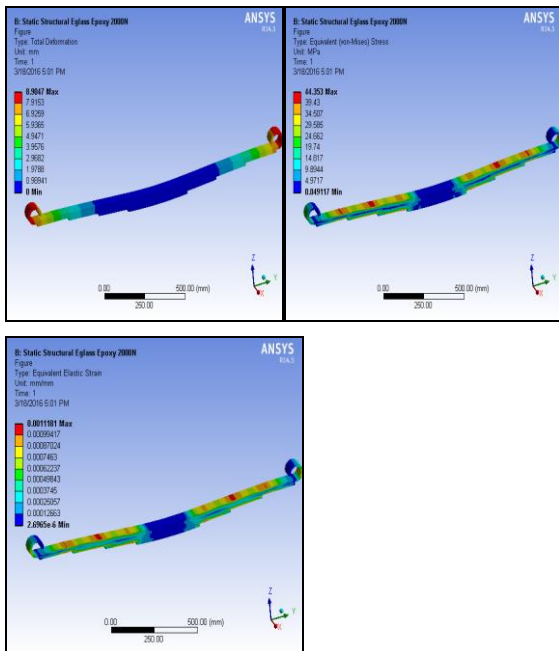 B: Static Structural Eglass Epoxy 2000N
Figure
Type: Total Deformation
Unit: mm
Time: 1
3/18/2016 5:01 PM
8.9047 Max
7.9153
6.9259
5.9365
4.9471
3.9576
2.9682
1.9788
0.98941
0 Min
ANSYS
R14.5
0.00
500.00 (mm)
250.00
Z
Y
X
B: Static Structural Eglass Epoxy 2000N
Figure
Type: Equivalent (von-Mises) Stress
Unit: MPa
Time: 1
3/18/2016 5:01 PM
44.353 Max
39.43
34.507
29.585
24.662
19.74
14.817
9.8944
4.9717
0.049117 Min
ANSYS
R14.5
0.00
500.00 (mm)
250.00
Z
Y
X
B: Static Structural Eglass Epoxy 2000N
Figure
Type: Equivalent Elastic Strain
Unit: mm/mm
Time: 1
3/18/2016 5:01 PM
0.0011181 Max
0.00099417
0.00087024
0.0007463
0.00062237
0.00049843
0.0003745
0.00025057
0.00012663
2.6965e-6 Min
ANSYS
R14.5
0.00
500.00 (mm)
250.00
Z
Y
X